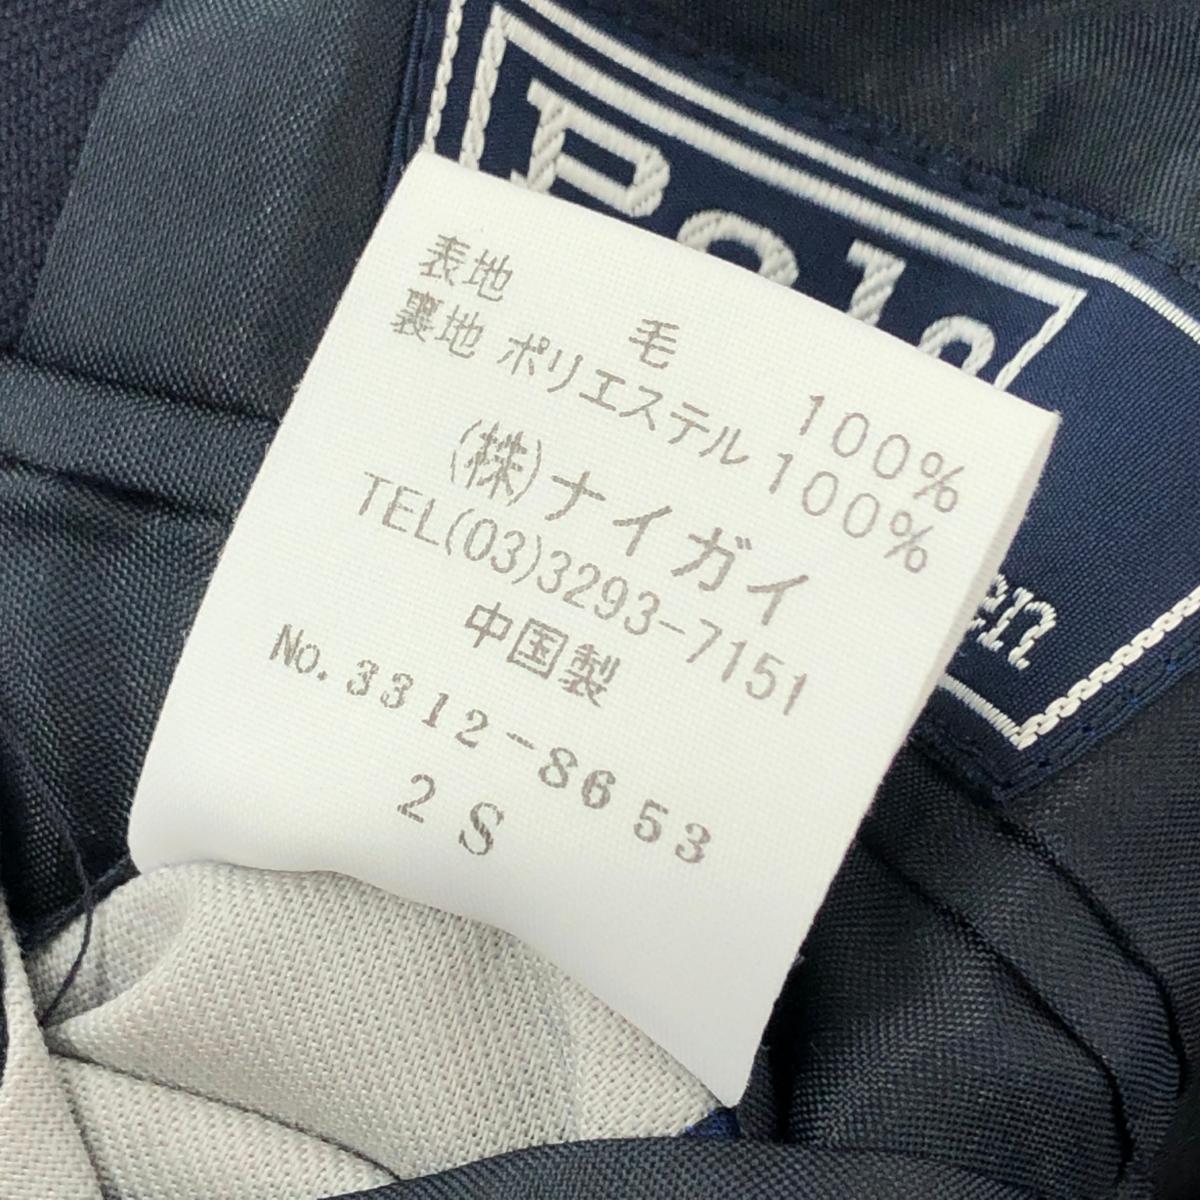 Polo
表地 毛 100%
裏地 ポリエステル 100%
(株)ナイガイ
TEL(03)3293-7151
中国製
No.3312-8653
2S